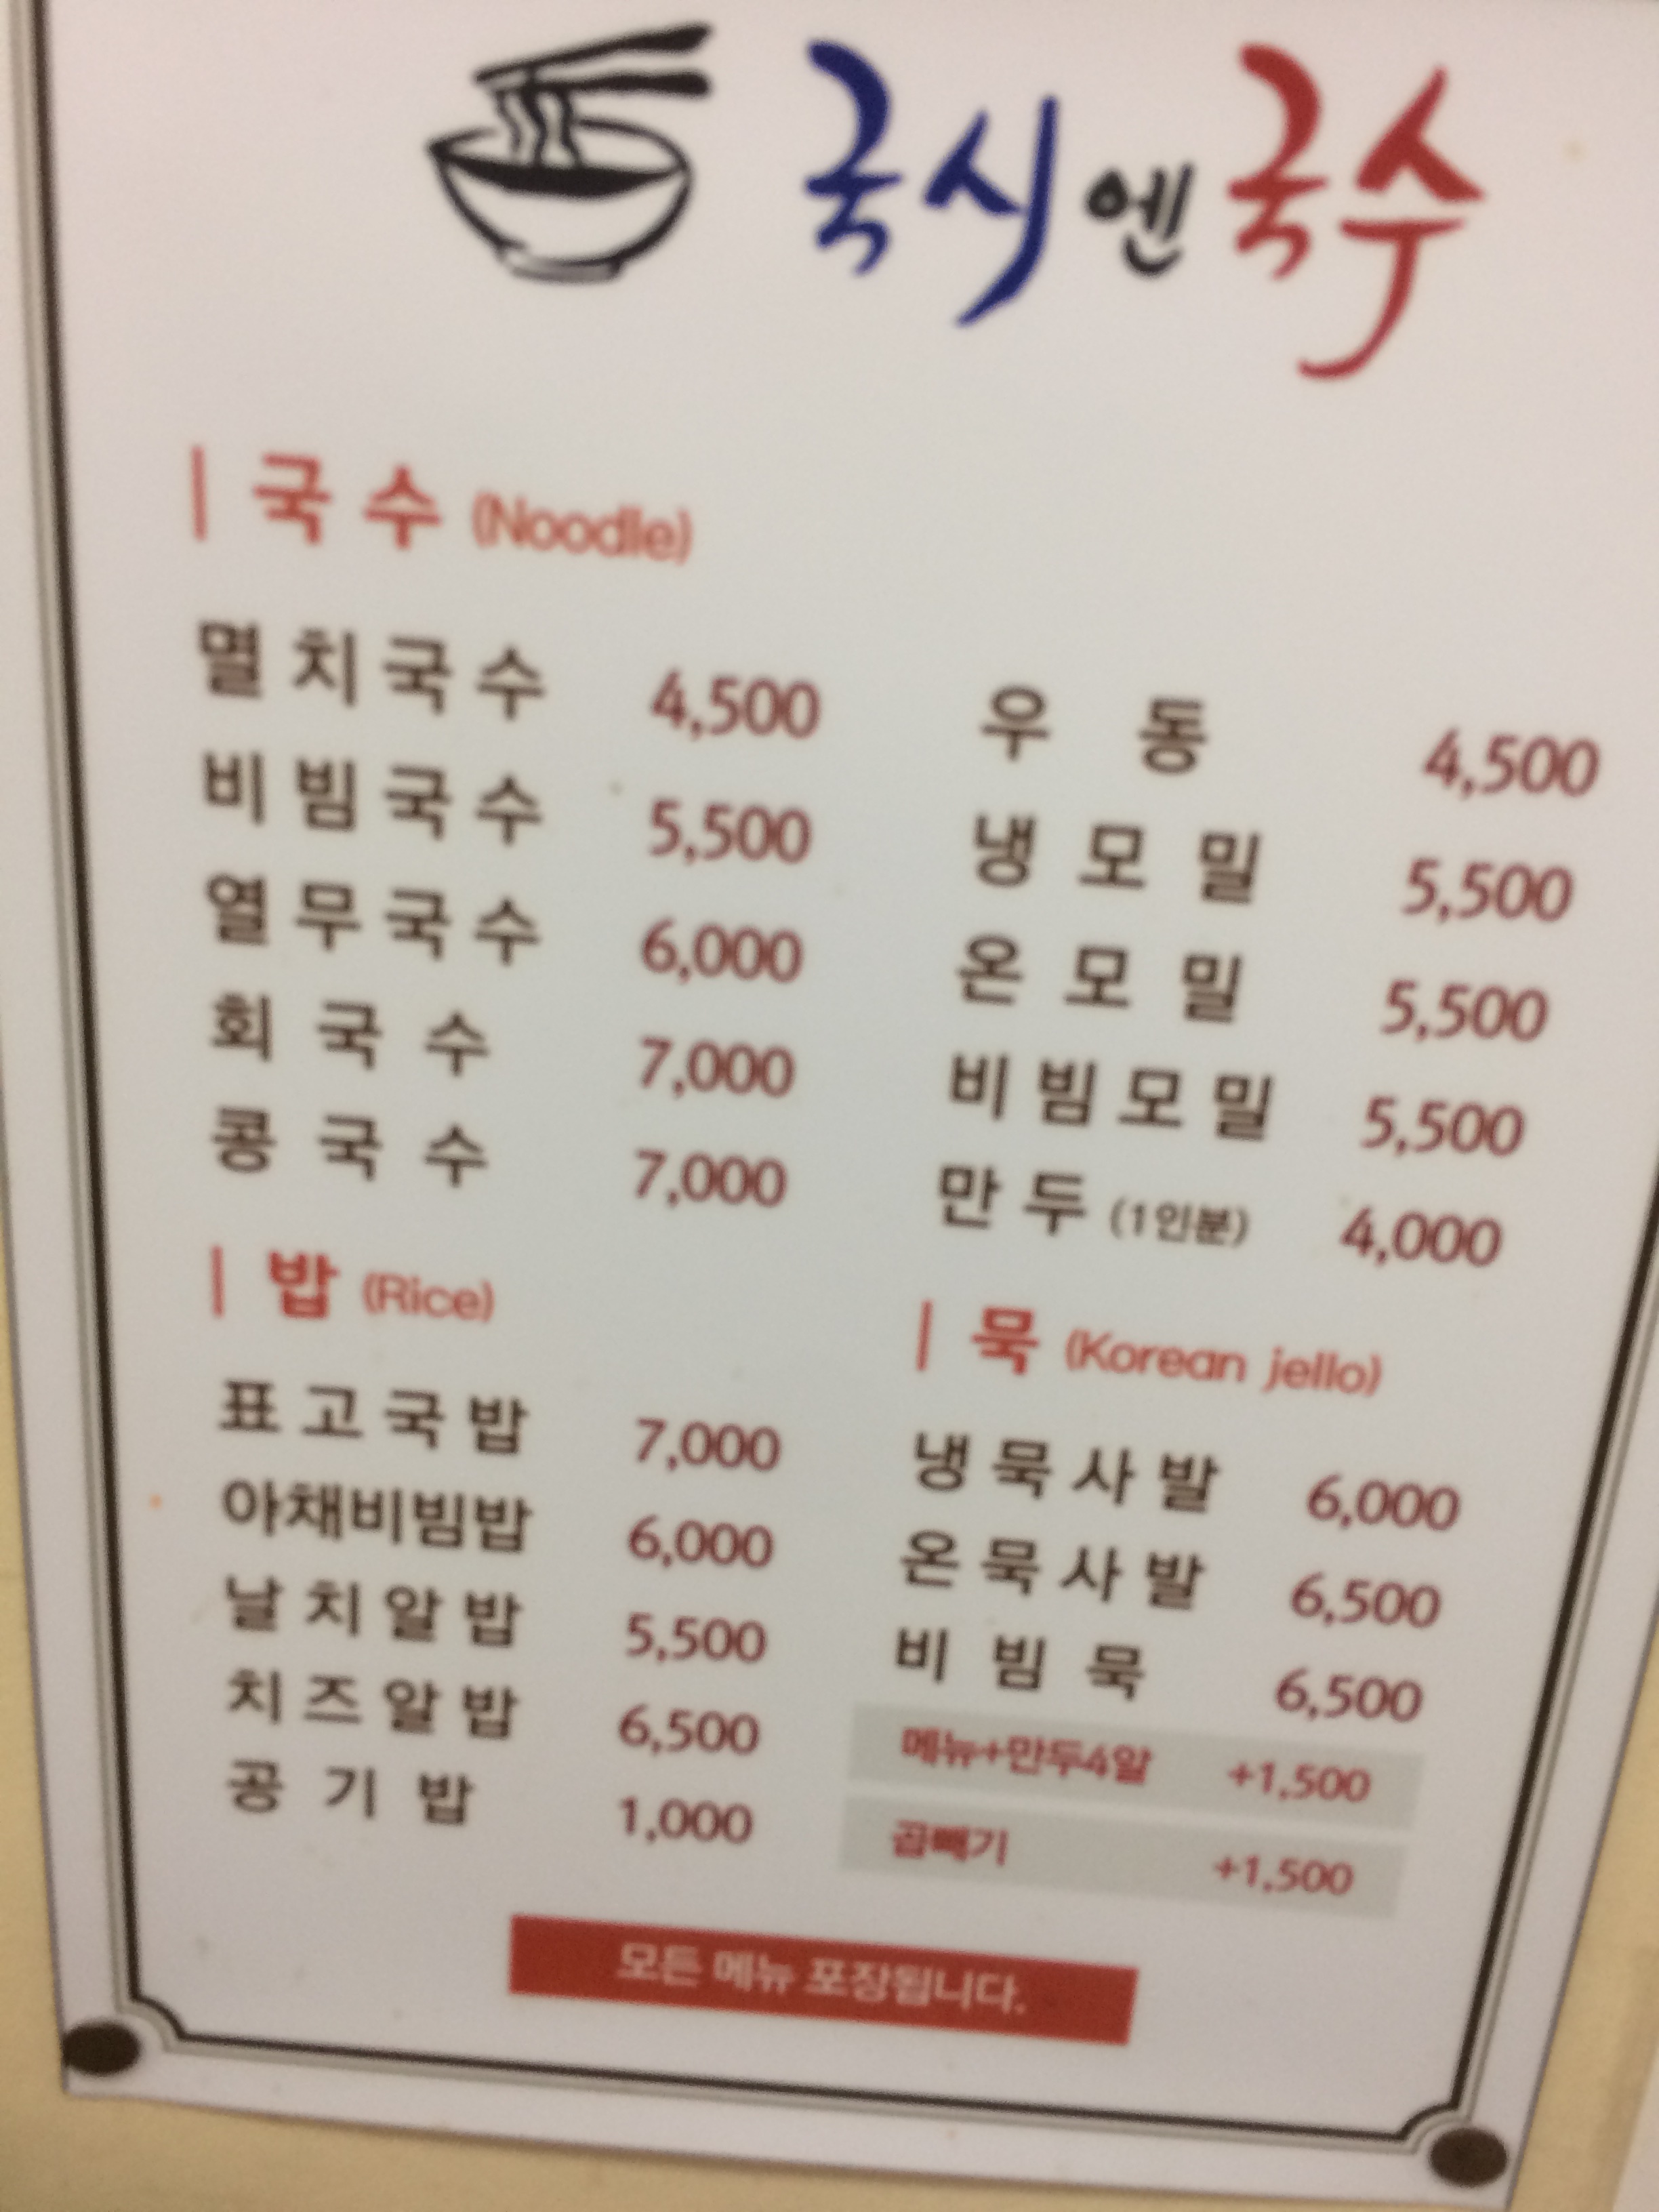 국시엔국수
국수 (Noodle)
멸치국수 4,500
비빔국수 5,500
열무국수 6,000
회국수 7,000
콩국수 7,000
우동 4,500
냉모밀 5,500
온모밀 5,500
비빔모밀 5,500
만두 (1인분) 4,000
밥 (Rice)
표고국밥 7,000
야채비빔밥 6,000
날치알밥 5,500
치즈알밥 6,500
공기밥 1,000
묵 (Korean jello)
냉묵사발 6,000
온묵사발 6,500
비빔묵 6,500
메뉴+만두4알 +1,500
곱빼기 +1,500
모든 메뉴 포장됩니다.